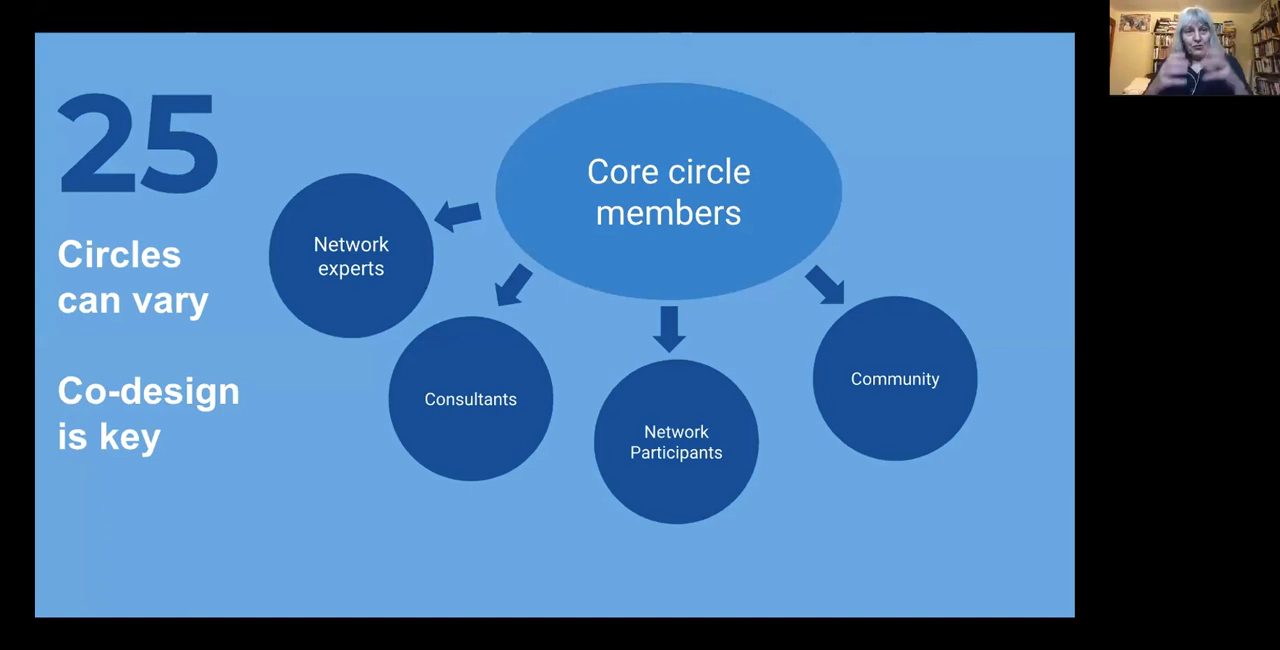 25
Circles
can vary
Co-design
is key
Core circle
members
Network
experts
Consultants
Network
Participants
Community